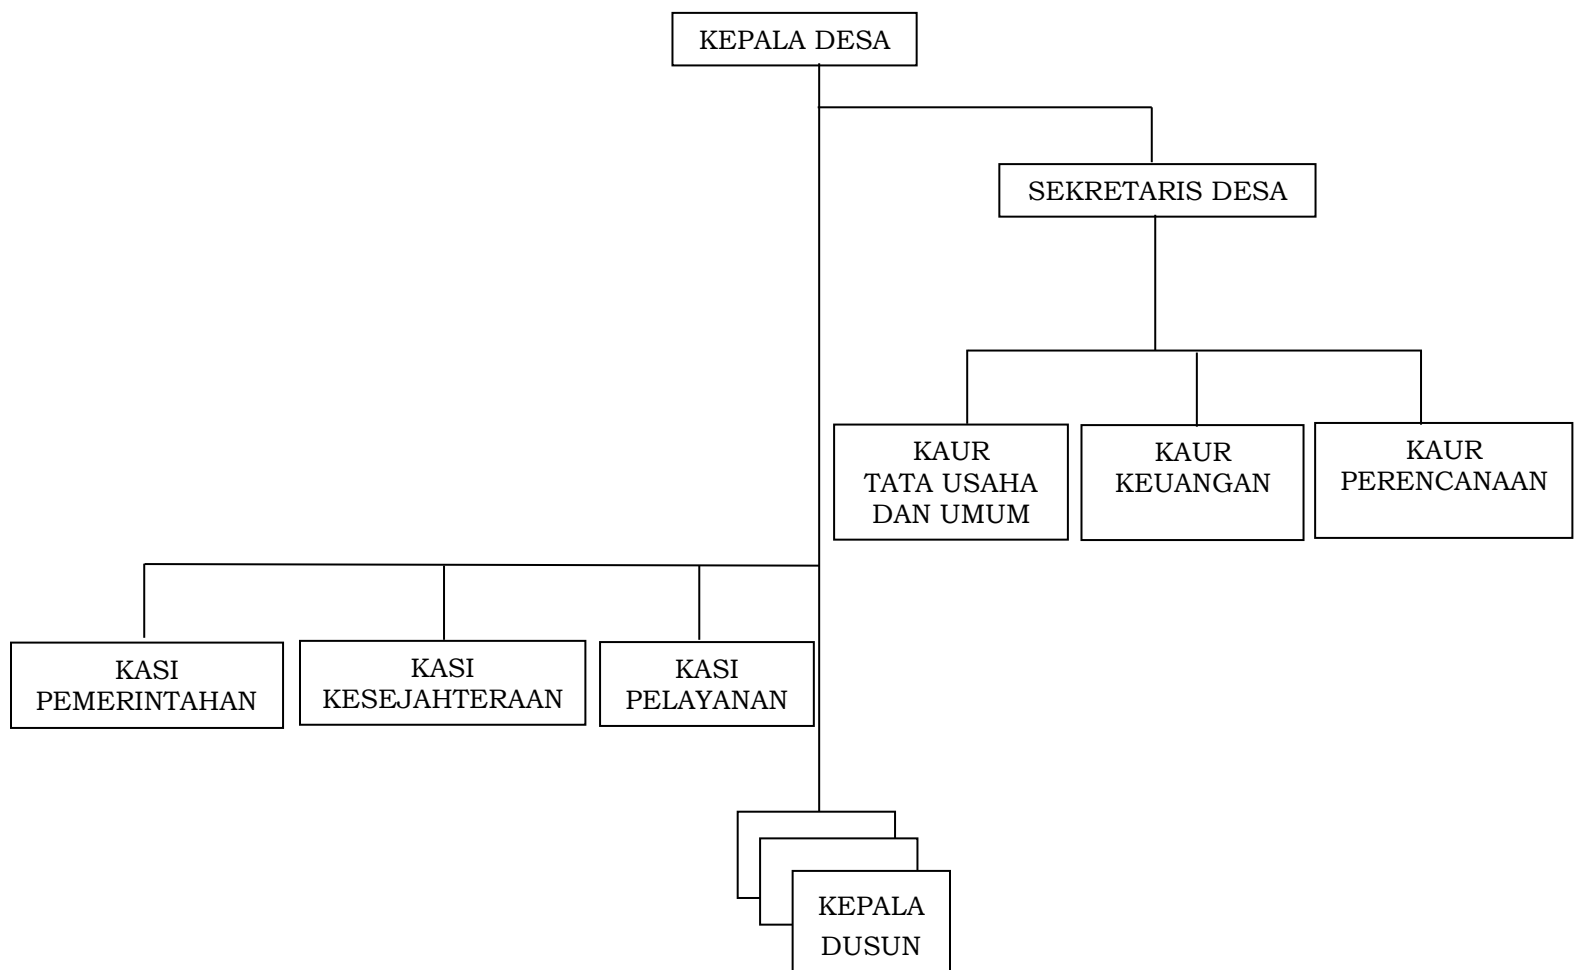 KEPALA DESA
SEKRETARIS DESA
KAUR
TATA USAHA
DAN UMUM
KAUR
KEUANGAN
KAUR
PERENCANAAN
KASI
PEMERINTAHAN
KASI
KESEJAHTERAAN
KASI
PELAYANAN
KEPALA
DUSUN